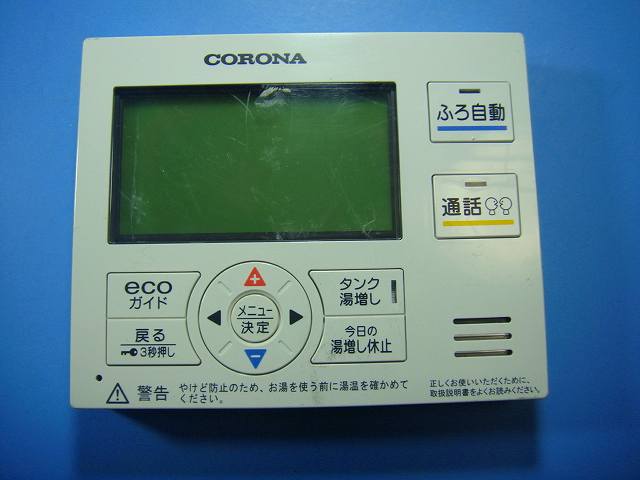 CORONA
ふろ自動
通話
eco
ガイド
戻る
3秒押し
+
メニュー
決定
−
タンク
湯増し
今日の
湯増し休止
警告
やけど防止のため、お湯を使う前に湯温を確かめて
ください。
正しくお使いいただくために、
取扱説明書をよくお読みください。